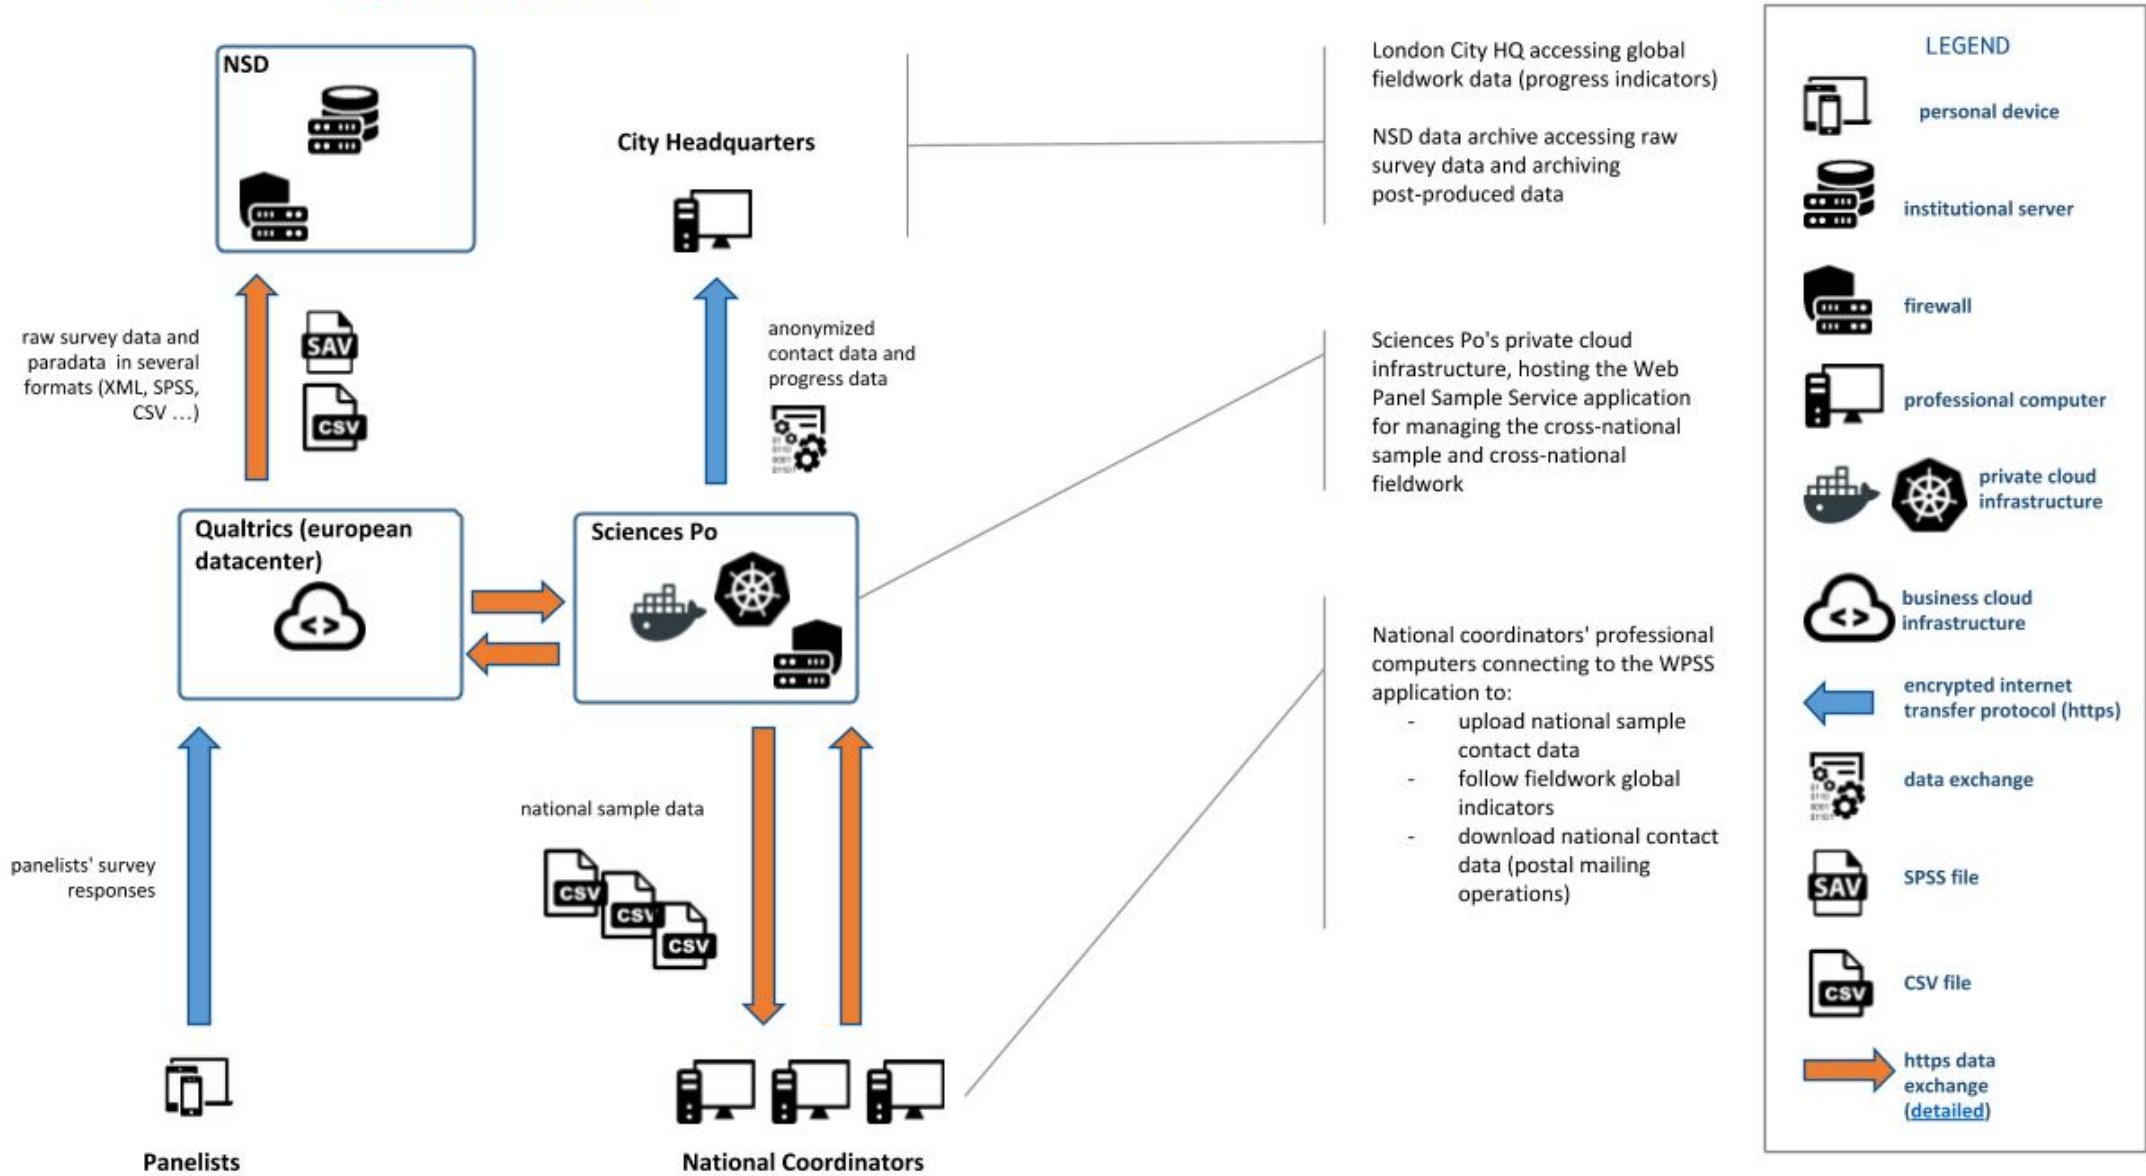 NSD
City Headquarters
raw survey data and
paradata in several
formats (XML, SPSS,
CSV ...)
SAV
CSV
anonymized
contact data and
progress data
Qualtrics (european
datacenter)
Sciences Po
panelists' survey
responses
national sample data
CSV
CSV
CSV
Panelists
National Coordinators
London City HQ accessing global
fieldwork data (progress indicators)
NSD data archive accessing raw
survey data and archiving
post-produced data
Sciences Po's private cloud
infrastructure, hosting the Web
Panel Sample Service application
for managing the cross-national
sample and cross-national
fieldwork
National coordinators' professional
computers connecting to the WPSS
application to:
- upload national sample
contact data
- follow fieldwork global
indicators
- download national contact
data (postal mailing
operations)
LEGEND
personal device
institutional server
firewall
professional computer
private cloud
infrastructure
business cloud
infrastructure
encrypted internet
transfer protocol (https)
data exchange
SAV
SPSS file
CSV
CSV file
https data
exchange
(detailed)